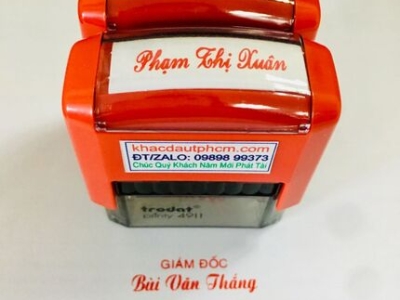 Phạm Thị Xuân
khacdautphcm.com
ĐT/ZALO: 09898 99373
Chúc Quý Khách Năm Mới Phát Tài
trodat
printy 4911
GIÁM ĐỐC
Bùi Văn Thắng